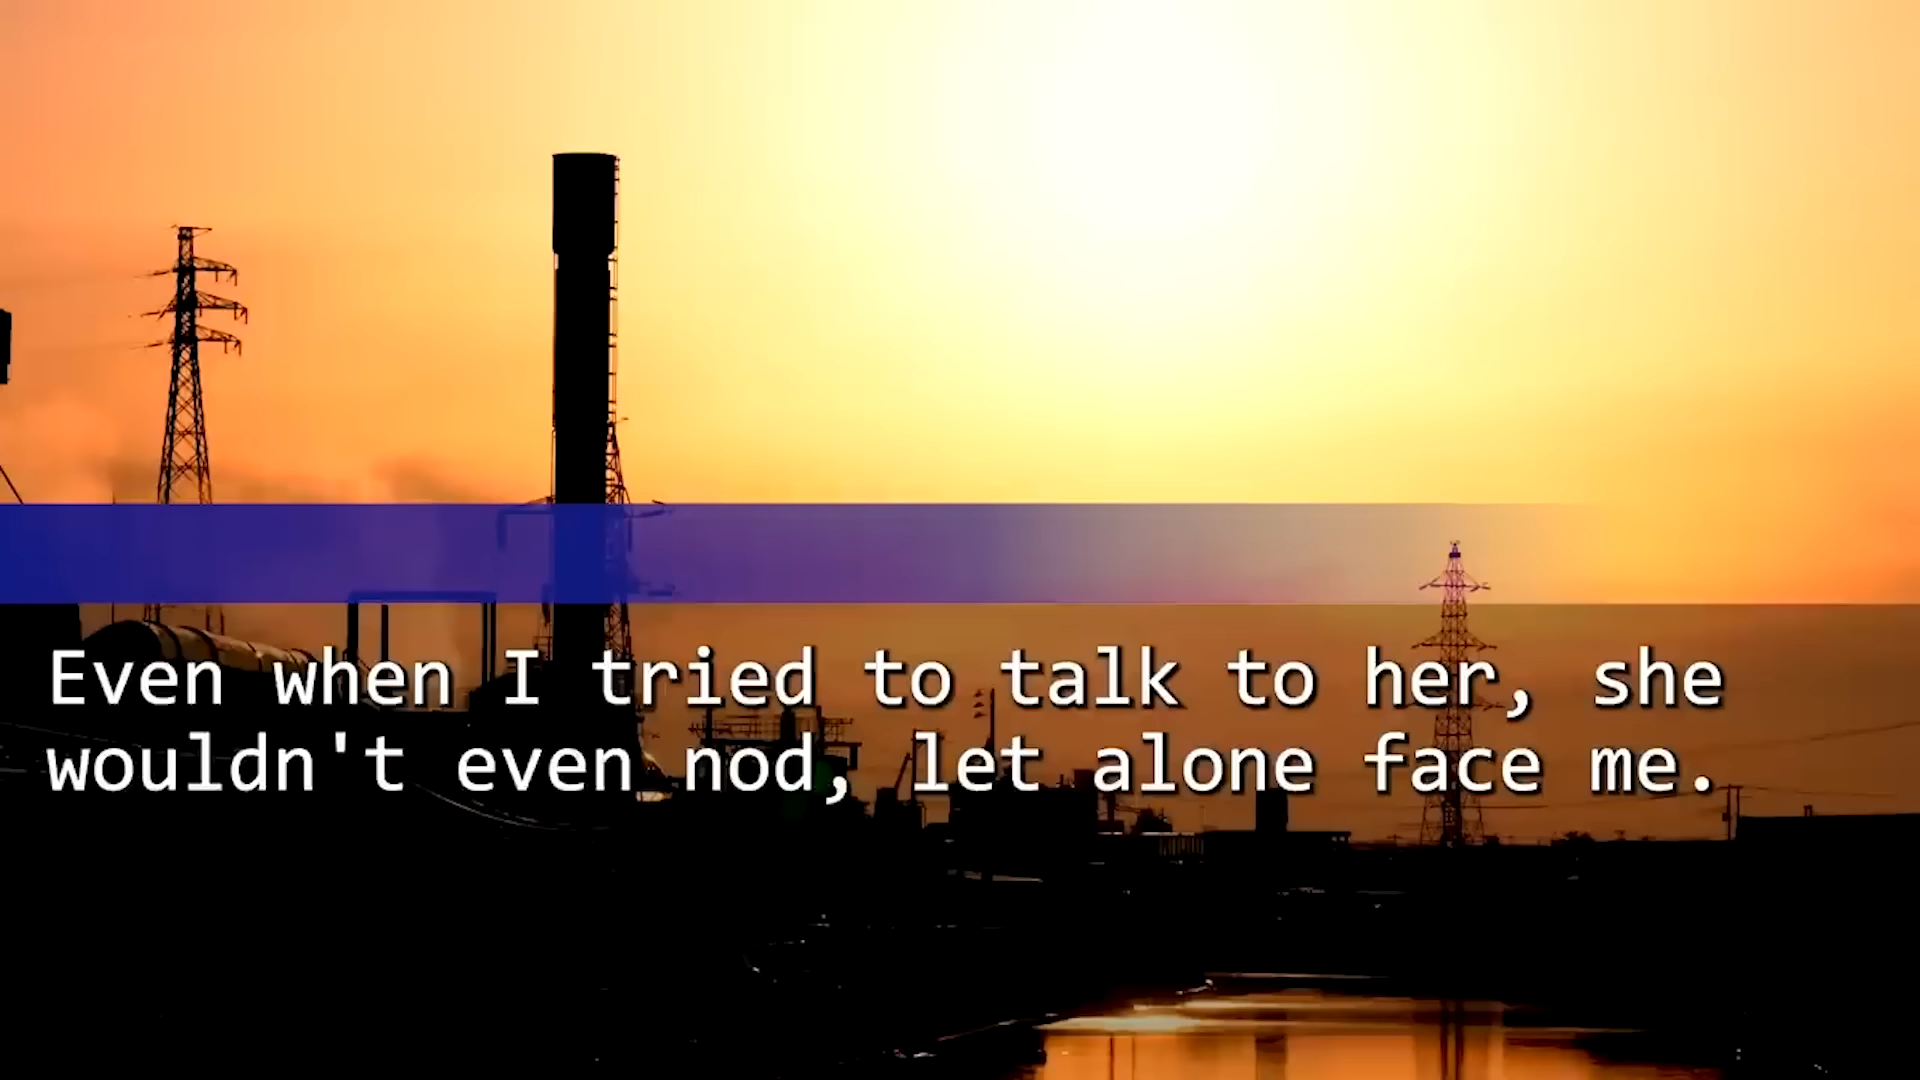 Even when I tried to talk to her, she
wouldn't even nod, let alone face me.